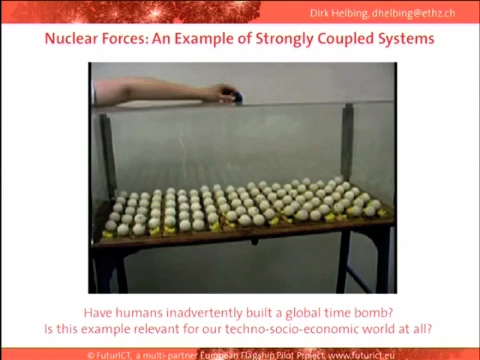 Dirk Helbing, dhelbing@ethz.ch
Nuclear Forces: An Example of Strongly Coupled Systems
Have humans inadvertently built a global time bomb?
Is this example relevant for our techno-socio-economic world at all?
© FuturICT, a multi-partner European Flagship Pilot Project, www.futurict.eu